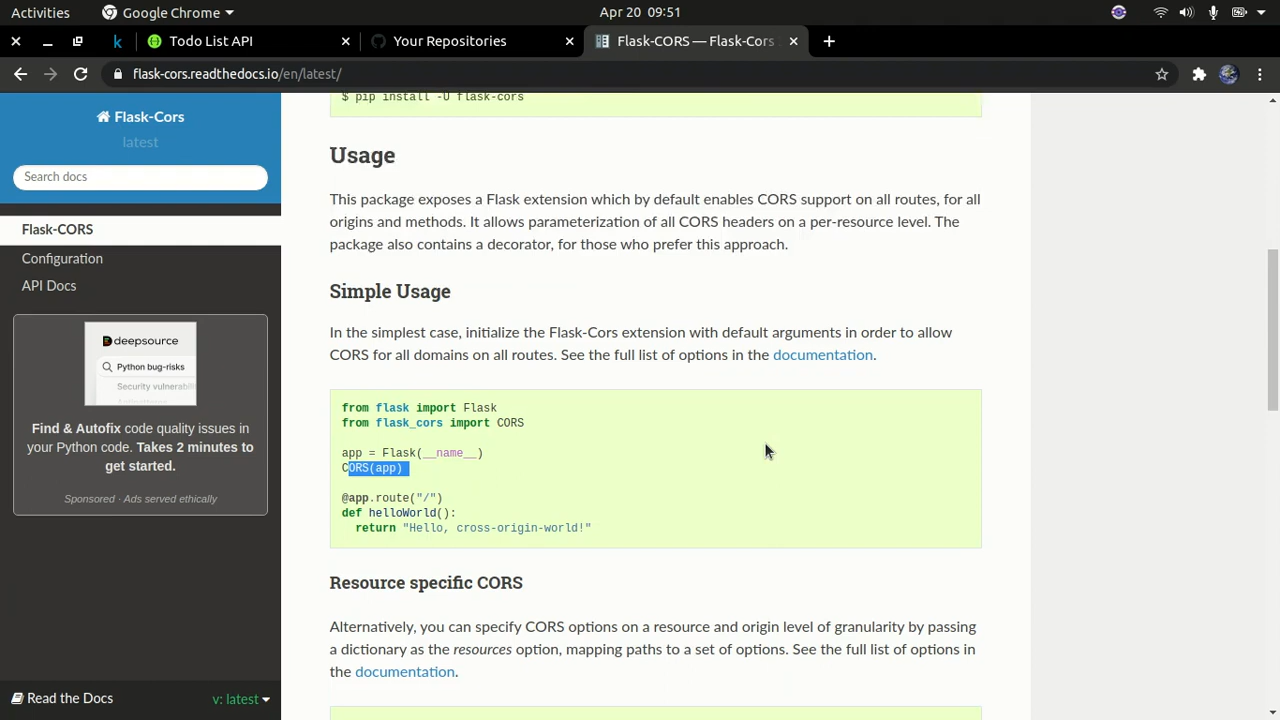 Activities
Google Chrome
Apr 20 09:51
Todo List API
Your Repositories
Flask-CORS — Flask-Cors
flask-cors.readthedocs.io/en/latest/
Flask-Cors
latest
Search docs
Flask-CORS
Configuration
API Docs
deepsource
Python bug-risks
Security vulnerabili
Find & Autofix code quality issues in
your Python code. Takes 2 minutes to
get started.
Sponsored · Ads served ethically
Read the Docs
v: latest
$ pip install -U flask-cors
Usage
This package exposes a Flask extension which by default enables CORS support on all routes, for all
origins and methods. It allows parameterization of all CORS headers on a per-resource level. The
package also contains a decorator, for those who prefer this approach.
Simple Usage
In the simplest case, initialize the Flask-Cors extension with default arguments in order to allow
CORS for all domains on all routes. See the full list of options in the documentation.
from flask import Flask
from flask_cors import CORS
app = Flask(__name__)
CORS(app)
@app.route("/")
def helloWorld():
return "Hello, cross-origin-world!"
Resource specific CORS
Alternatively, you can specify CORS options on a resource and origin level of granularity by passing
a dictionary as the resources option, mapping paths to a set of options. See the full list of options in
the documentation.